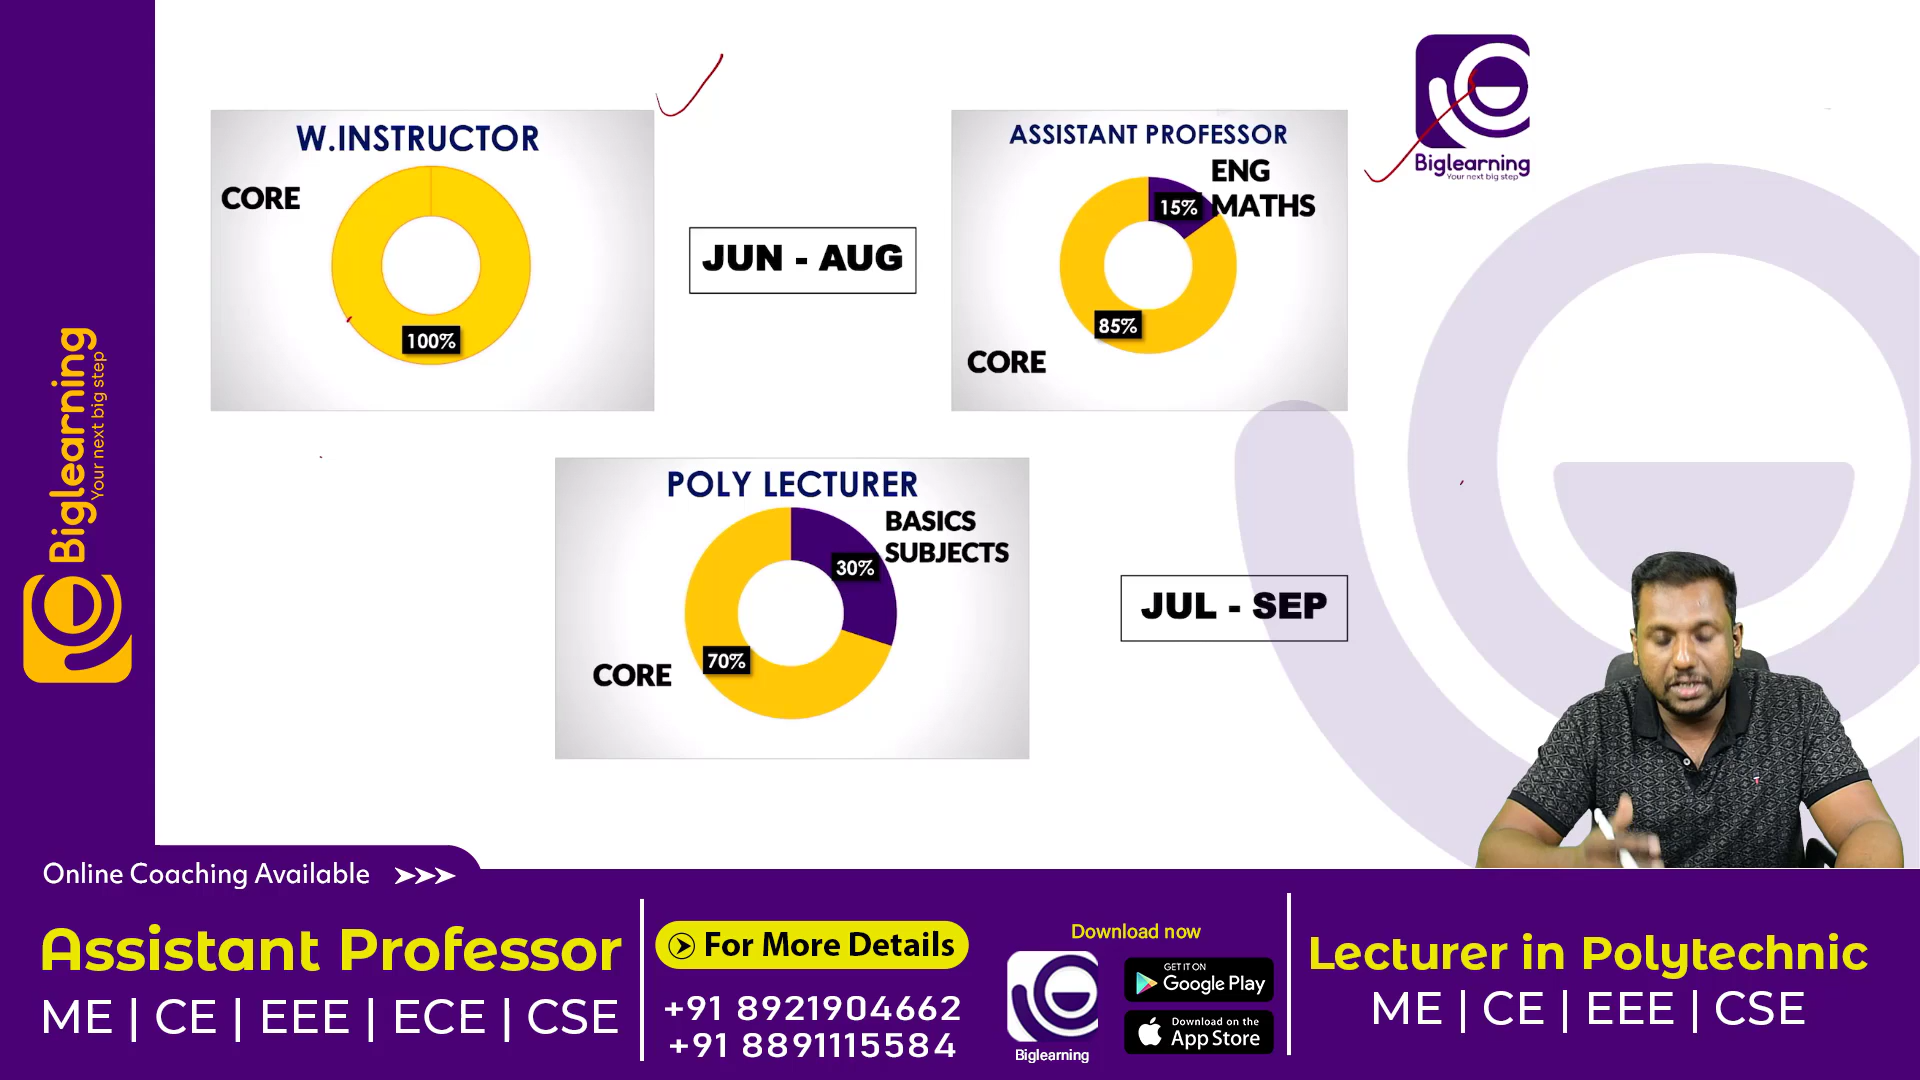 Biglearning
Your next big step
W.INSTRUCTOR
CORE
100%
JUN - AUG
ASSISTANT PROFESSOR
ENG
MATHS
15%
85%
CORE
Biglearning
Your next big step
POLY LECTURER
BASICS
SUBJECTS
30%
70%
CORE
JUL - SEP
Online Coaching Available
Assistant Professor
ME | CE | EEE | ECE | CSE
For More Details
+91 8921904662
+91 8891115584
Download now
Biglearning
GET IT ON
Google Play
Download on the
App Store
Lecturer in Polytechnic
ME | CE | EEE | CSE